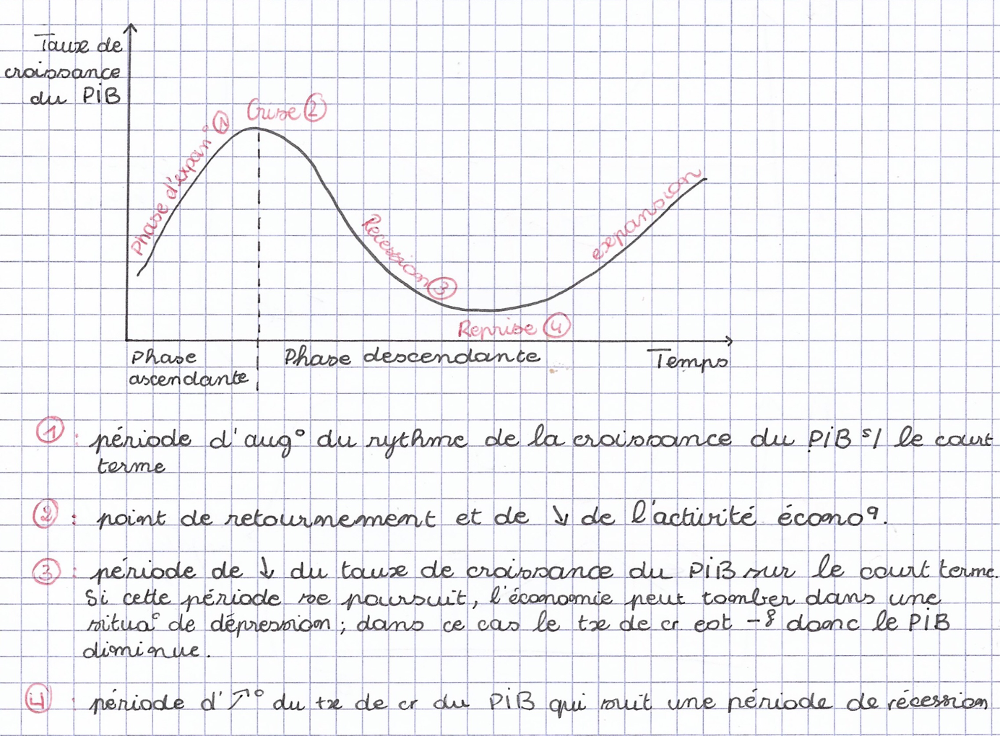 Taux de
croissance
du PiB
Phase d'expan° ①
Crise ②
Recession ③
Reprise ④
expansion
Phase
ascendante
Phase descendante
Temps
① : période d'aug° du rythme de la croissance du PiB s/ le court
terme
② : point de retournement et de ↘ de l'activité écono q.
③ : période de ↓ du taux de croissance du PiB sur le court terme.
Si cette période se poursuit, l'économie peut tomber dans une
situa° de dépression ; dans ce cas le tx de cr est donc le PiB
diminue.
④ : période d'↗° du tx de cr du PiB qui suit une période de récession